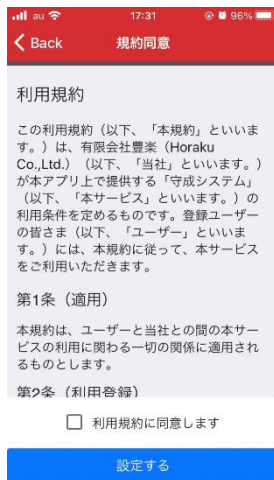 au 17:31 96%
Back 規約同意
利用規約
この利用規約（以下、「本規約」といいま
す。）は、有限会社豊楽（Horaku
Co.,Ltd.）（以下、「当社」といいます。）
が本アプリ上で提供する「守成システム」
（以下、「本サービス」といいます。）の
利用条件を定めるものです。登録ユーザー
の皆さま（以下、「ユーザー」といいま
す。）には、本規約に従って、本サービス
をご利用いただきます。
第1条（適用）
本規約は、ユーザーと当社との間の本サー
ビスの利用に関わる一切の関係に適用され
るものとします。
第2条（利用登録）
利用規約に同意します
設定する